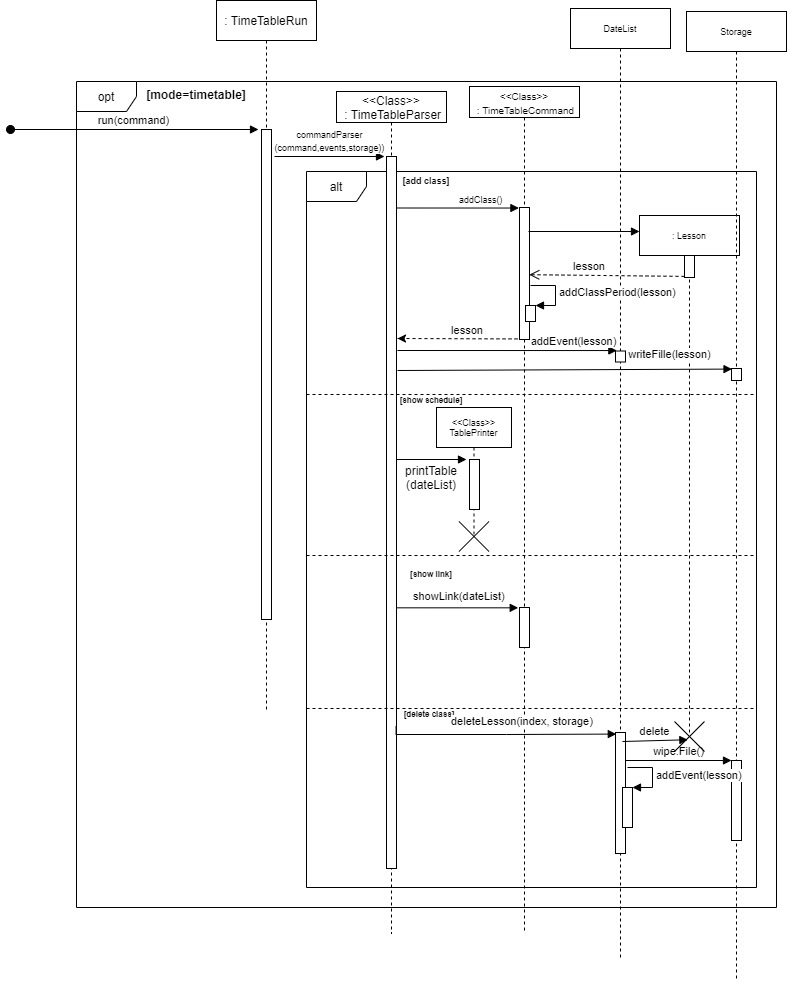 : TimeTableRun
DateList
Storage
opt
[mode=timetable]
<<Class>>
: TimeTableParser
<<Class>>
: TimeTableCommand
run(command)
commandParser
(command,events,storage))
alt
[add class]
addClass()
: Lesson
lesson
addClassPeriod(lesson)
lesson
addEvent(lesson)
writeFille(lesson)
[show schedule]
<<Class>>
TablePrinter
printTable
(dateList)
[show link]
showLink(dateList)
[delete class]
deleteLesson(index, storage)
delete
wipe.File()
addEvent(lesson)